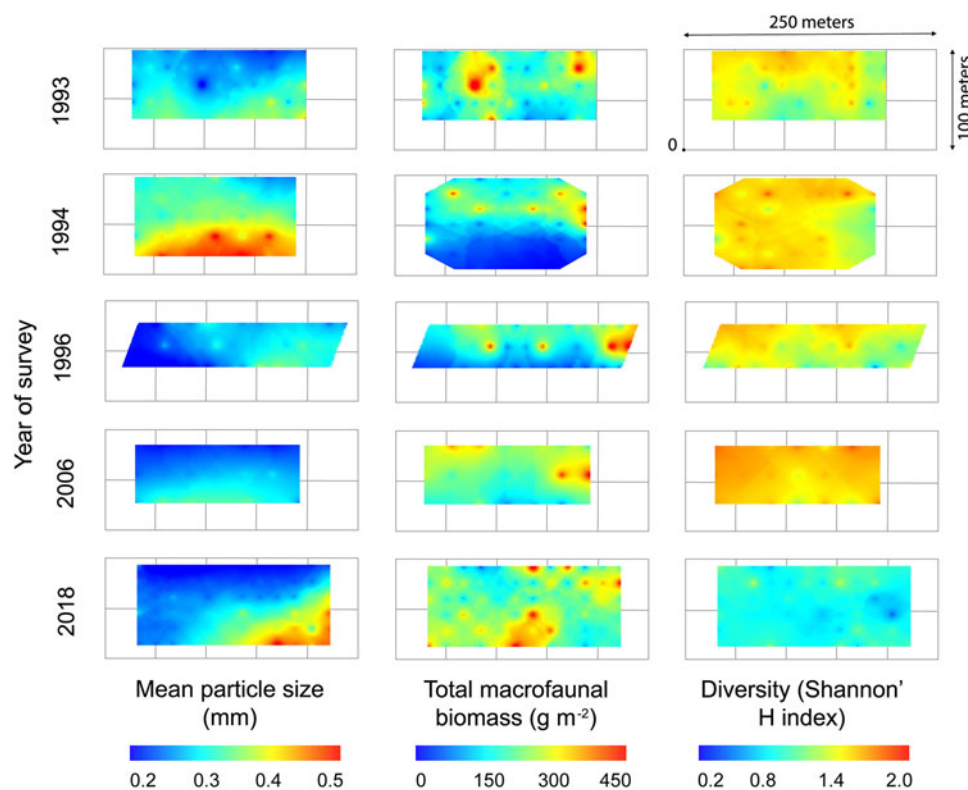 250 meters
100 meters
0
Year of survey
1993
1994
1996
2006
2018
Mean particle size
(mm)
Total macrofaunal
biomass (g m⁻²)
Diversity (Shannon’
H index)
0.2 0.3 0.4 0.5
0 150 300 450
0.2 0.8 1.4 2.0